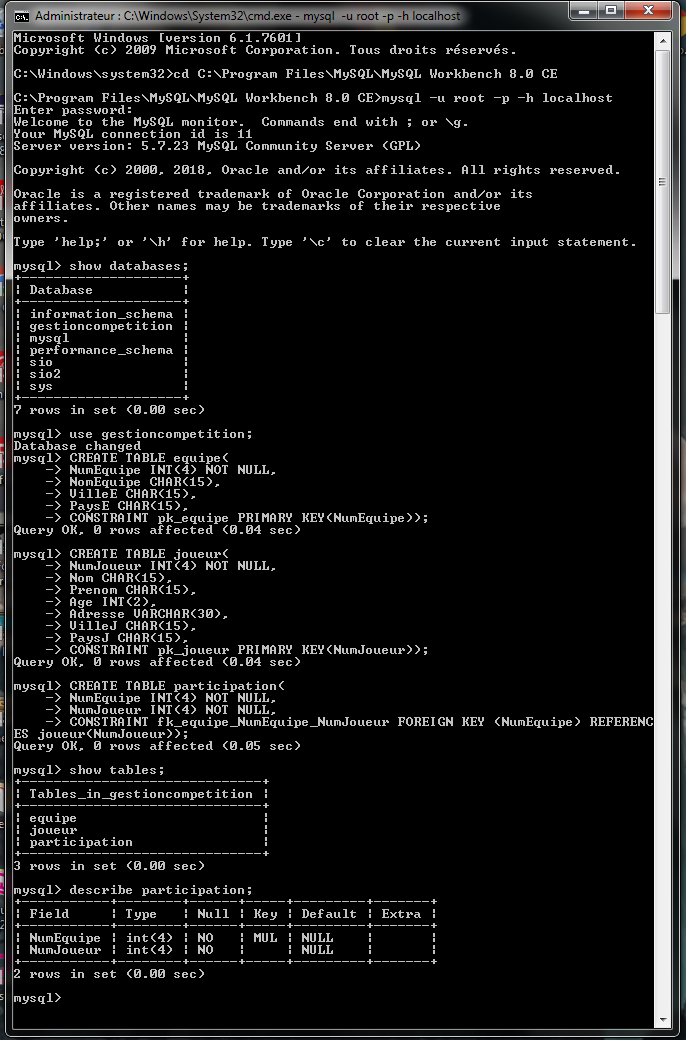 Administrateur : C:\Windows\System32\cmd.exe - mysql -u root -p -h localhost
Microsoft Windows [version 6.1.7601]
Copyright (c) 2009 Microsoft Corporation. Tous droits réservés.
C:\Windows\system32>cd C:\Program Files\MySQL\MySQL Workbench 8.0 CE
C:\Program Files\MySQL\MySQL Workbench 8.0 CE>mysql -u root -p -h localhost
Enter password:
Welcome to the MySQL monitor.  Commands end with ; or \g.
Your MySQL connection id is 11
Server version: 5.7.23 MySQL Community Server (GPL)
Copyright (c) 2000, 2018, Oracle and/or its affiliates. All rights reserved.
Oracle is a registered trademark of Oracle Corporation and/or its
affiliates. Other names may be trademarks of their respective
owners.
Type 'help;' or '\h' for help. Type '\c' to clear the current input statement.
mysql> show databases;
+--------------------+
| Database           |
+--------------------+
| information_schema |
| gestioncompetition |
| mysql              |
| performance_schema |
| sio                |
| sio2               |
| sys                |
+--------------------+
7 rows in set (0.00 sec)
mysql> use gestioncompetition;
Database changed
mysql> CREATE TABLE equipe(
    -> NumEquipe INT(4) NOT NULL,
    -> NomEquipe CHAR(15),
    -> VilleE CHAR(15),
    -> PaysE CHAR(15),
    -> CONSTRAINT pk_equipe PRIMARY KEY(NumEquipe));
Query OK, 0 rows affected (0.04 sec)
mysql> CREATE TABLE joueur(
    -> NumJoueur INT(4) NOT NULL,
    -> Nom CHAR(15),
    -> Prenom CHAR(15),
    -> Age INT(2),
    -> Adresse VARCHAR(30),
    -> VilleJ CHAR(15),
    -> PaysJ CHAR(15),
    -> CONSTRAINT pk_joueur PRIMARY KEY(NumJoueur));
Query OK, 0 rows affected (0.04 sec)
mysql> CREATE TABLE participation(
    -> NumEquipe INT(4) NOT NULL,
    -> NumJoueur INT(4) NOT NULL,
    -> CONSTRAINT fk_equipe_NumEquipe_NumJoueur FOREIGN KEY (NumEquipe) REFERENC
ES joueur(NumJoueur));
Query OK, 0 rows affected (0.05 sec)
mysql> show tables;
+------------------------------+
| Tables_in_gestioncompetition |
+------------------------------+
| equipe                       |
| joueur                       |
| participation                |
+------------------------------+
3 rows in set (0.00 sec)
mysql> describe participation;
+-----------+--------+------+-----+---------+-------+
| Field     | Type   | Null | Key | Default | Extra |
+-----------+--------+------+-----+---------+-------+
| NumEquipe | int(4) | NO   | MUL | NULL    |       |
| NumJoueur | int(4) | NO   |     | NULL    |       |
+-----------+--------+------+-----+---------+-------+
2 rows in set (0.00 sec)
mysql>